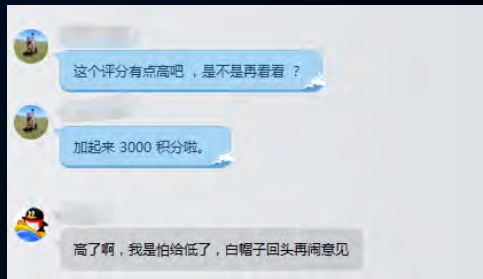 这个评分有点高吧 ，是不是再看看 ？
加起来 3000 积分啦。
高了啊，我是怕给低了，白帽子回头再闹意见